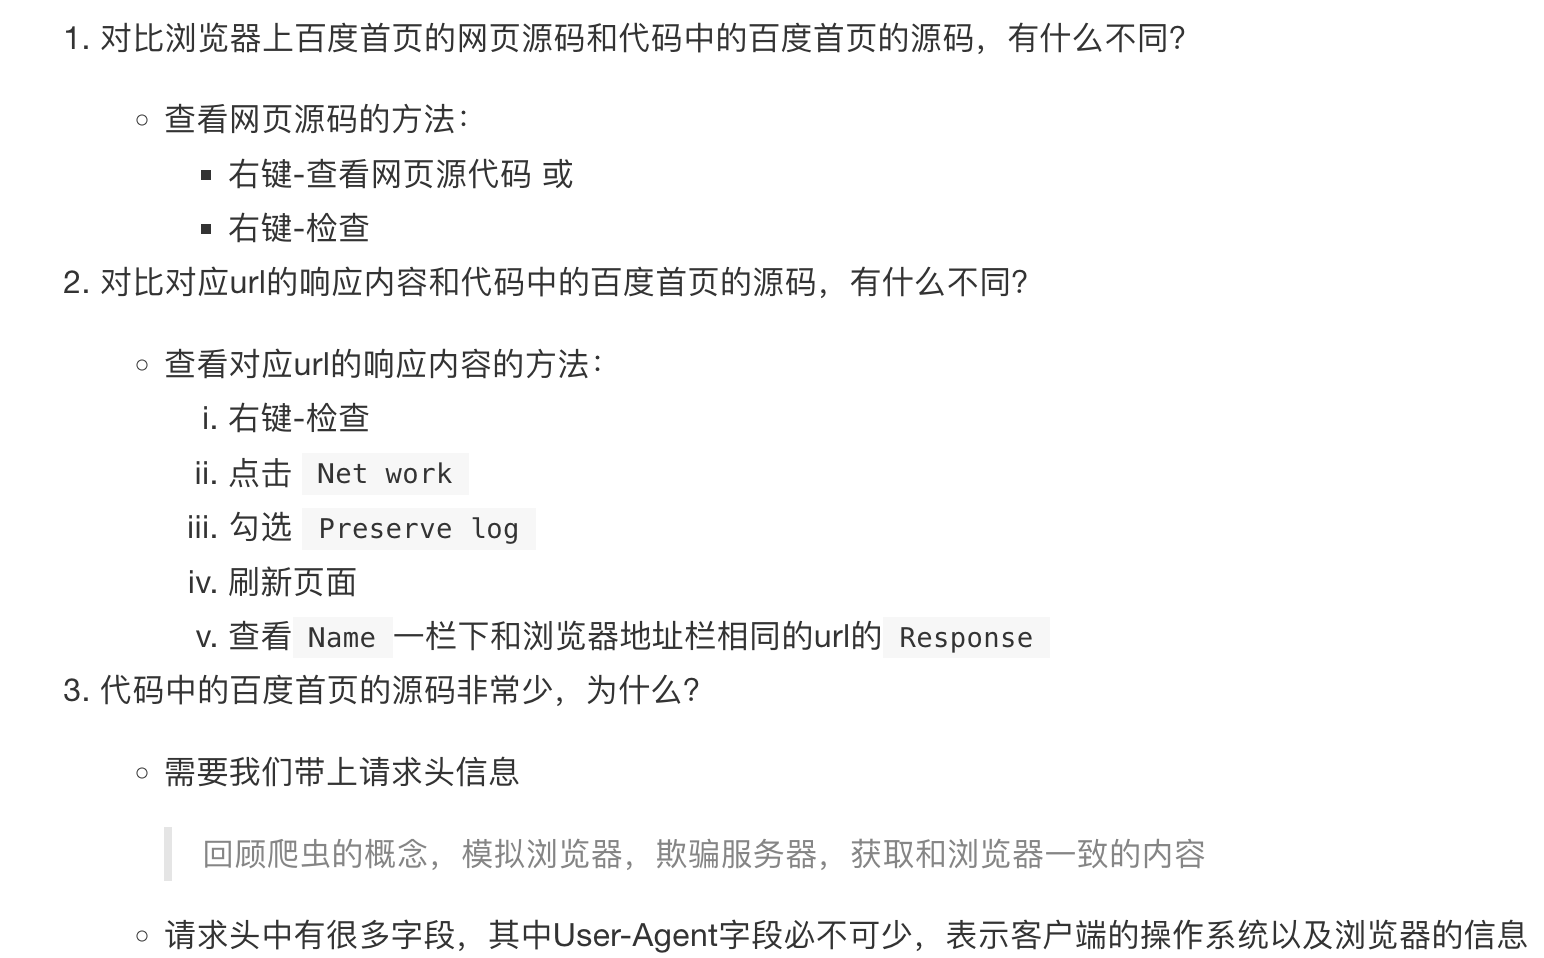 1. 对比浏览器上百度首页的网页源码和代码中的百度首页的源码，有什么不同?
查看网页源码的方法：
右键-查看网页源代码 或
右键-检查
2. 对比对应url的响应内容和代码中的百度首页的源码，有什么不同?
查看对应url的响应内容的方法：
i. 右键-检查
ii. 点击 Net work
iii. 勾选 Preserve log
iv. 刷新页面
v. 查看 Name 一栏下和浏览器地址栏相同的url的 Response
3. 代码中的百度首页的源码非常少，为什么?
需要我们带上请求头信息
回顾爬虫的概念，模拟浏览器，欺骗服务器，获取和浏览器一致的内容
请求头中有很多字段，其中User-Agent字段必不可少，表示客户端的操作系统以及浏览器的信息